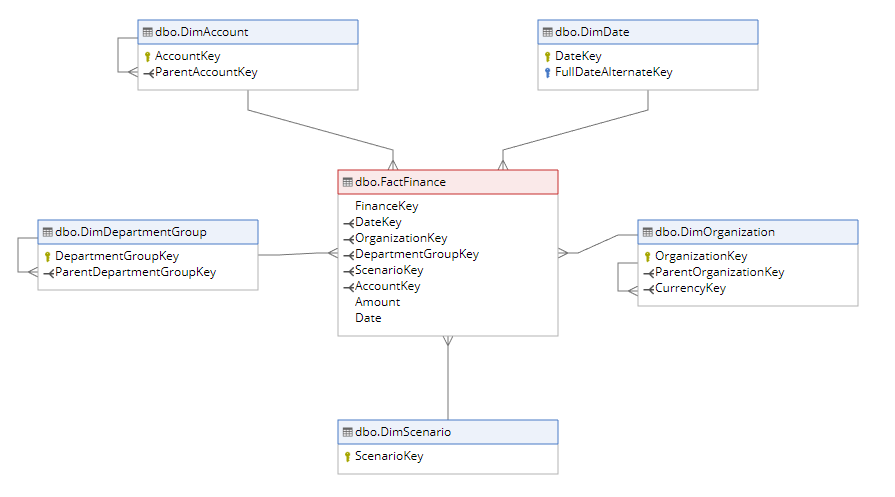 dbo.DimAccount
AccountKey
ParentAccountKey
dbo.DimDate
DateKey
FullDateAlternateKey
dbo.FactFinance
FinanceKey
DateKey
OrganizationKey
DepartmentGroupKey
ScenarioKey
AccountKey
Amount
Date
dbo.DimDepartmentGroup
DepartmentGroupKey
ParentDepartmentGroupKey
dbo.DimOrganization
OrganizationKey
ParentOrganizationKey
CurrencyKey
dbo.DimScenario
ScenarioKey